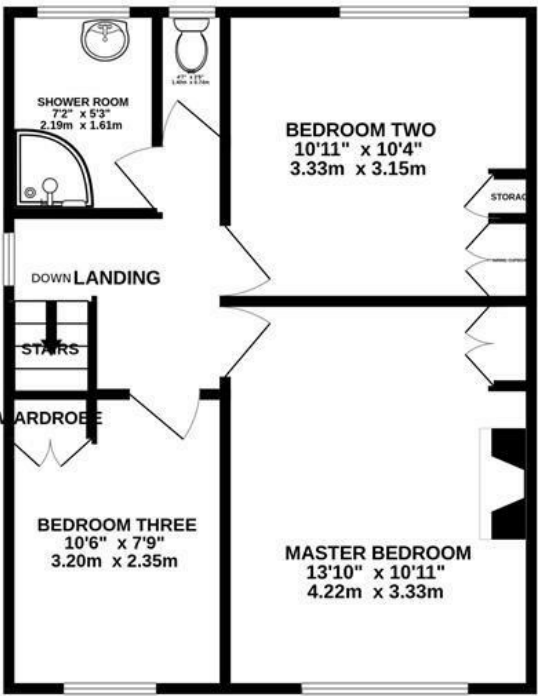 SHOWER ROOM
7'2" x 5'3"
2.19m x 1.61m
BEDROOM TWO
10'11" x 10'4"
3.33m x 3.15m
STORAG
DOWN
LANDING
STAIRS
WARDROBE
BEDROOM THREE
10'6" x 7'9"
3.20m x 2.35m
MASTER BEDROOM
13'10" x 10'11"
4.22m x 3.33m